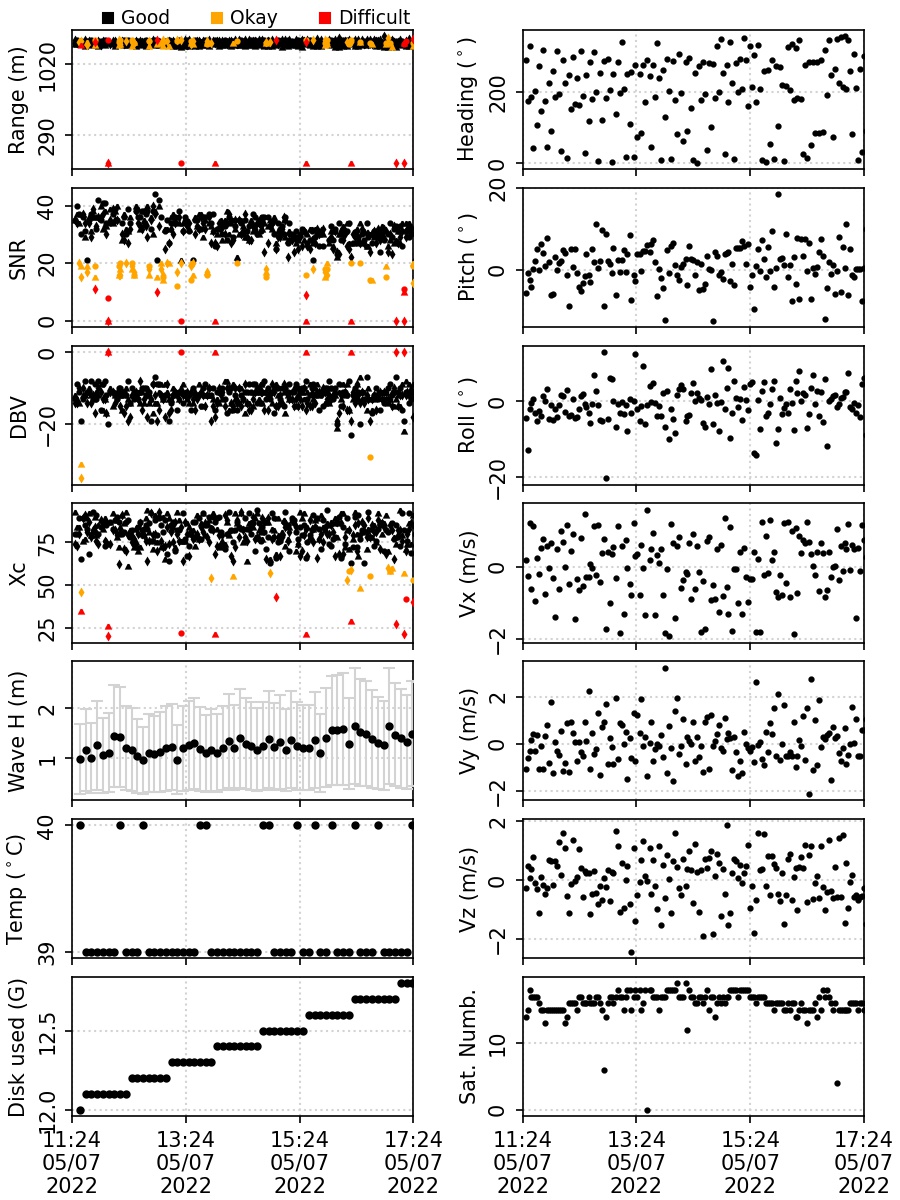 Good Okay Difficult
Range (m)
1020
290
Heading (°)
200
0
SNR
40
20
0
Pitch (°)
20
0
DBV
0
−20
Roll (°)
0
−20
Xc
75
50
25
Vx (m/s)
0
−2
Wave H (m)
2
1
Vy (m/s)
2
0
−2
Temp (°C)
40
39
Vz (m/s)
2
0
−2
Disk used (G)
12.5
12.0
Sat. Numb.
10
0
11:24 13:24 15:24 17:24
05/07 05/07 05/07 05/07
2022 2022 2022 2022
11:24 13:24 15:24 17:24
05/07 05/07 05/07 05/07
2022 2022 2022 2022